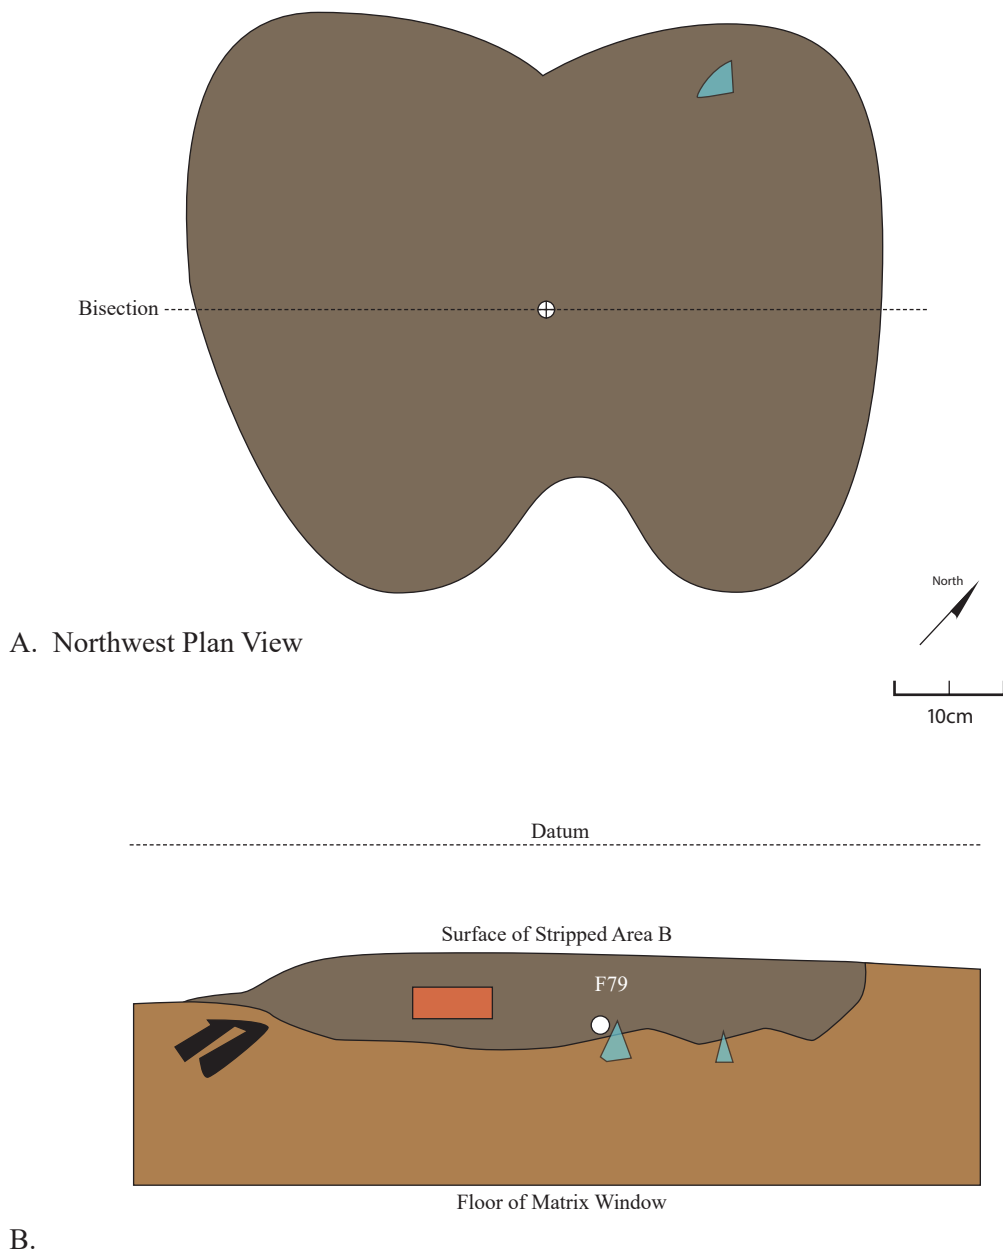 Bisection
North
A. Northwest Plan View
10cm
Datum
Surface of Stripped Area B
F79
Floor of Matrix Window
B.